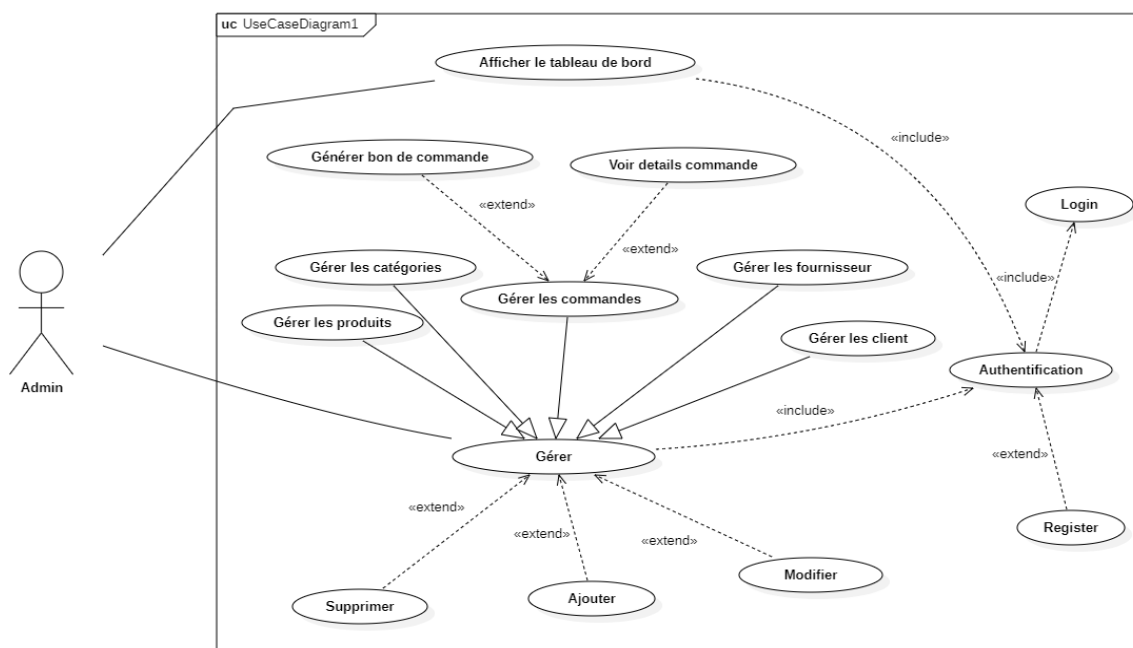 uc UseCaseDiagram1
Afficher le tableau de bord
«include»
Générer bon de commande
Voir details commande
«extend»
Login
«extend»
«include»
Gérer les catégories
Gérer les fournisseur
Gérer les commandes
Gérer les produits
Gérer les client
Authentification
Admin
«include»
Gérer
«extend»
«extend»
Register
«extend»
«extend»
Modifier
Ajouter
Supprimer